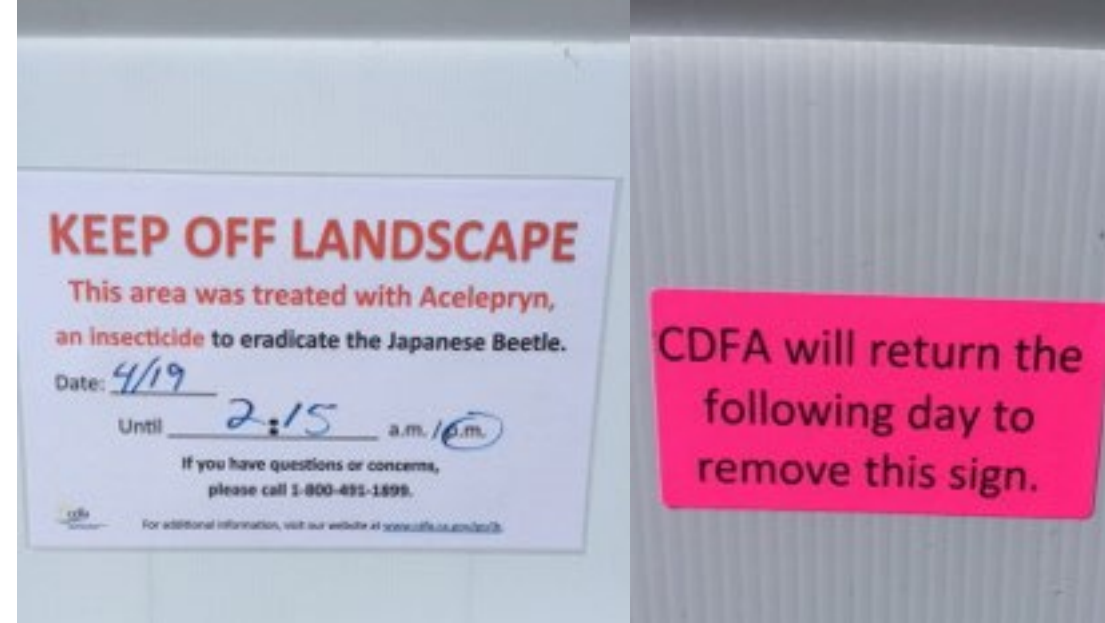 KEEP OFF LANDSCAPE
This area was treated with Acelepryn,
an insecticide to eradicate the Japanese Beetle.
Date: 4/19
Until 2:15 a.m. / p.m.
If you have questions or concerns,
please call 1-800-491-1899.
cdfa
For additional information, visit our website at
CDFA will return the
following day to
remove this sign.